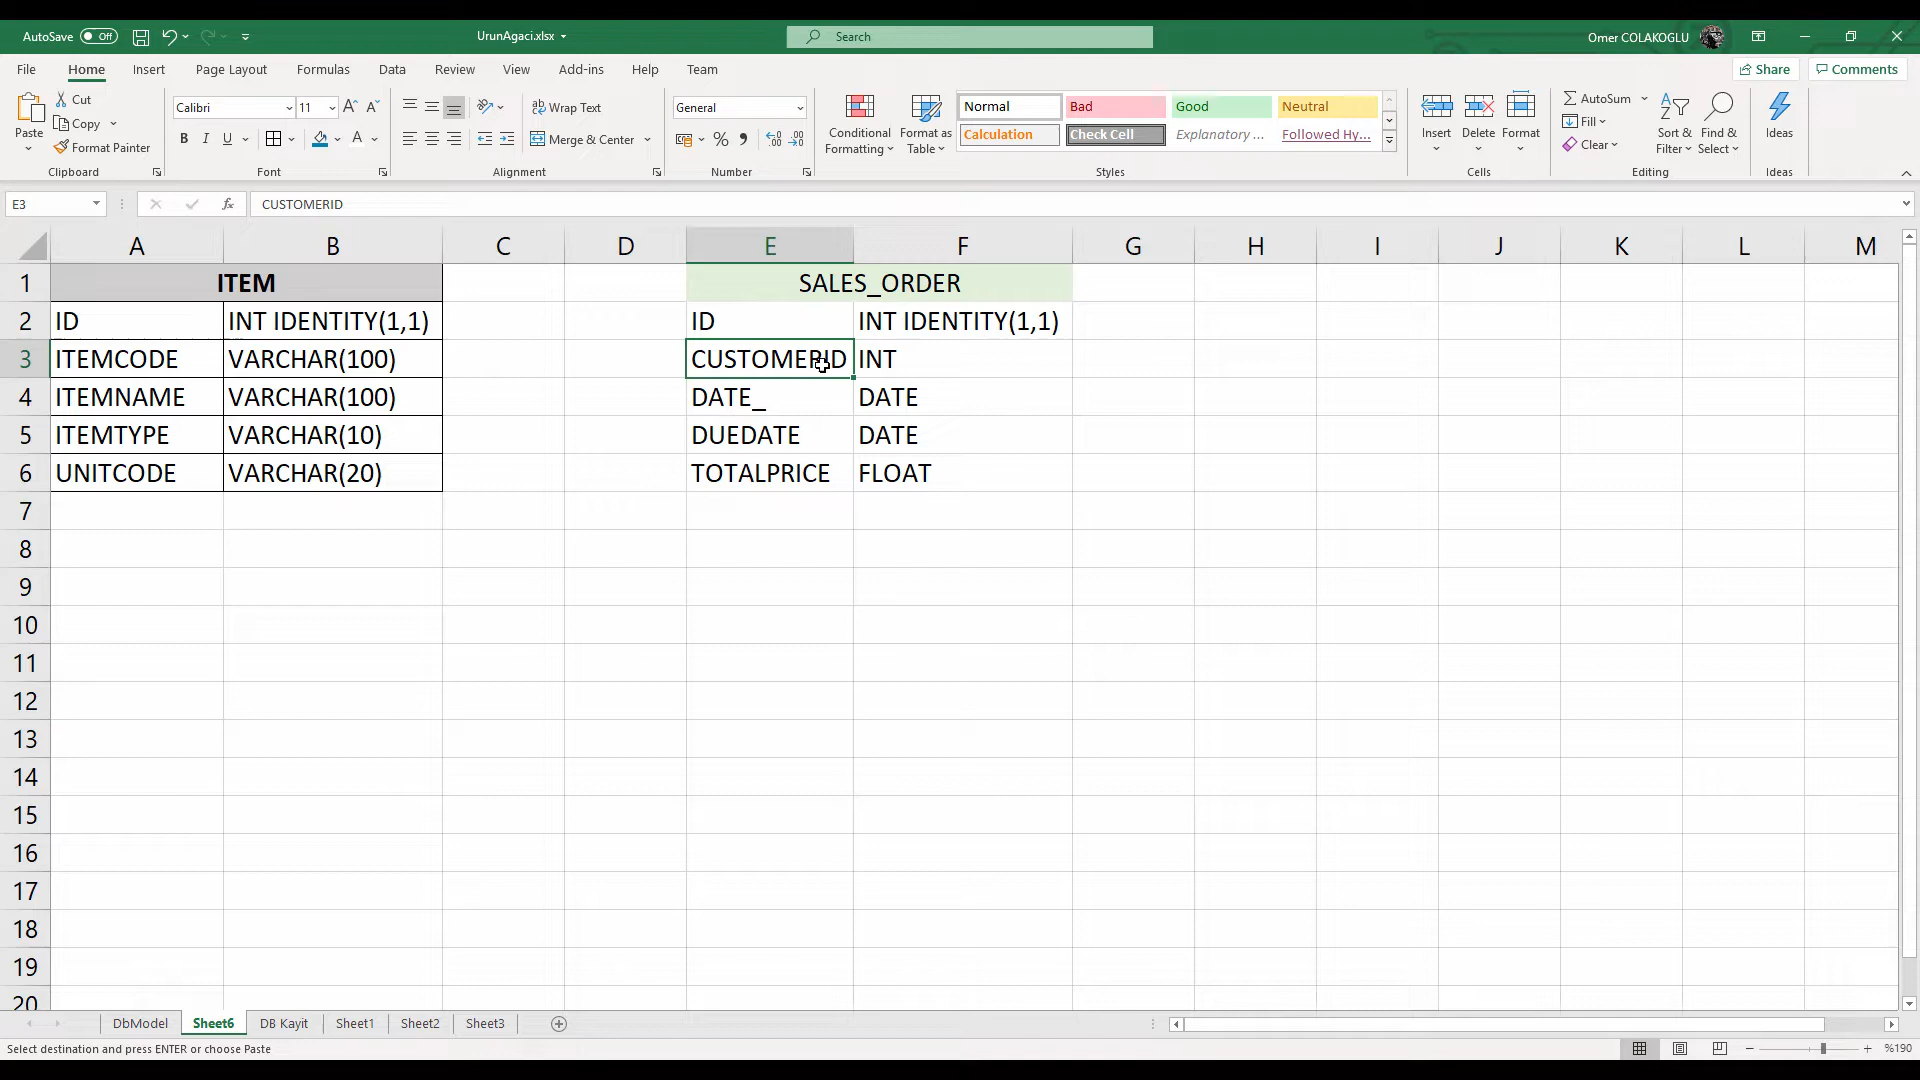 AutoSave Off UrunAgaci.xlsx Search Omer COLAKOGLU
File Home Insert Page Layout Formulas Data Review View Add-ins Help Team Share Comments
Paste Cut Copy Format Painter
Calibri 11 A A B I U A
Wrap Text Merge & Center
General % ,
Conditional Formatting Format as Table
Normal Bad Good Neutral
Calculation Check Cell Explanatory ... Followed Hy...
Insert Delete Format
AutoSum Fill Clear Sort & Filter Find & Select Ideas
Clipboard Font Alignment Number Styles Cells Editing Ideas
E3 fx CUSTOMERID
A B C D E F G H I J K L M
1 ITEM SALES_ORDER
2 ID INT IDENTITY(1,1) ID INT IDENTITY(1,1)
3 ITEMCODE VARCHAR(100) CUSTOMERID INT
4 ITEMNAME VARCHAR(100) DATE_ DATE
5 ITEMTYPE VARCHAR(10) DUEDATE DATE
6 UNITCODE VARCHAR(20) TOTALPRICE FLOAT
7
8
9
10
11
12
13
14
15
16
17
18
19
20
DbModel Sheet6 DB Kayit Sheet1 Sheet2 Sheet3
Select destination and press ENTER or choose Paste %190